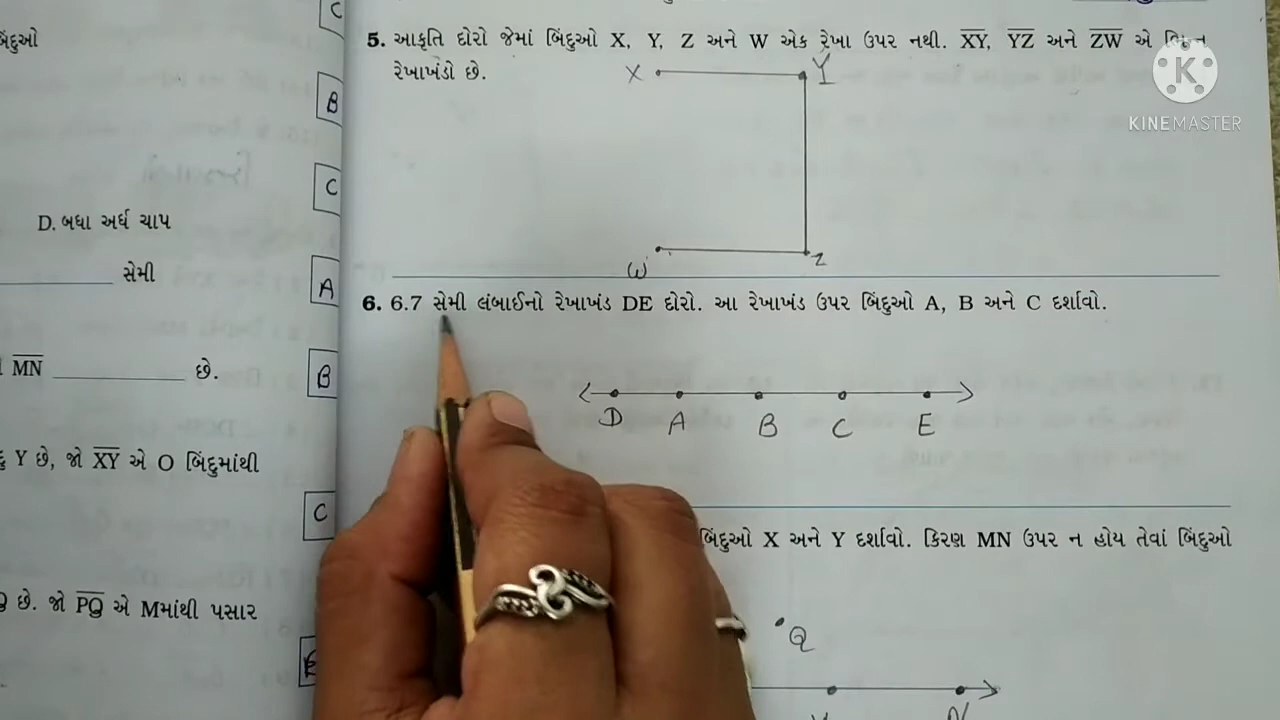 C
બિંદુઓ
B
C
D. બધા અર્ધ ચાપ
સેમી
A
MN છે.
B
Y છે, જો XY એ O બિંદુમાંથી
C
છે. જો PQ એ Mમાંથી પસાર
5. આકૃતિ દોરો જેમાં બિંદુઓ X, Y, Z અને W એક રેખા ઉપર નથી. XY, YZ અને ZW એ
રેખાખંડો છે.
X Y
W Z
6. 6.7 સેમી લંબાઈનો રેખાખંડ DE દોરો. આ રેખાખંડ ઉપર બિંદુઓ A, B અને C દર્શાવો.
D A B C E
બિંદુઓ X અને Y દર્શાવો. કિરણ MN ઉપર ન હોય તેવાં બિંદુઓ
Q
K
KINEMASTER